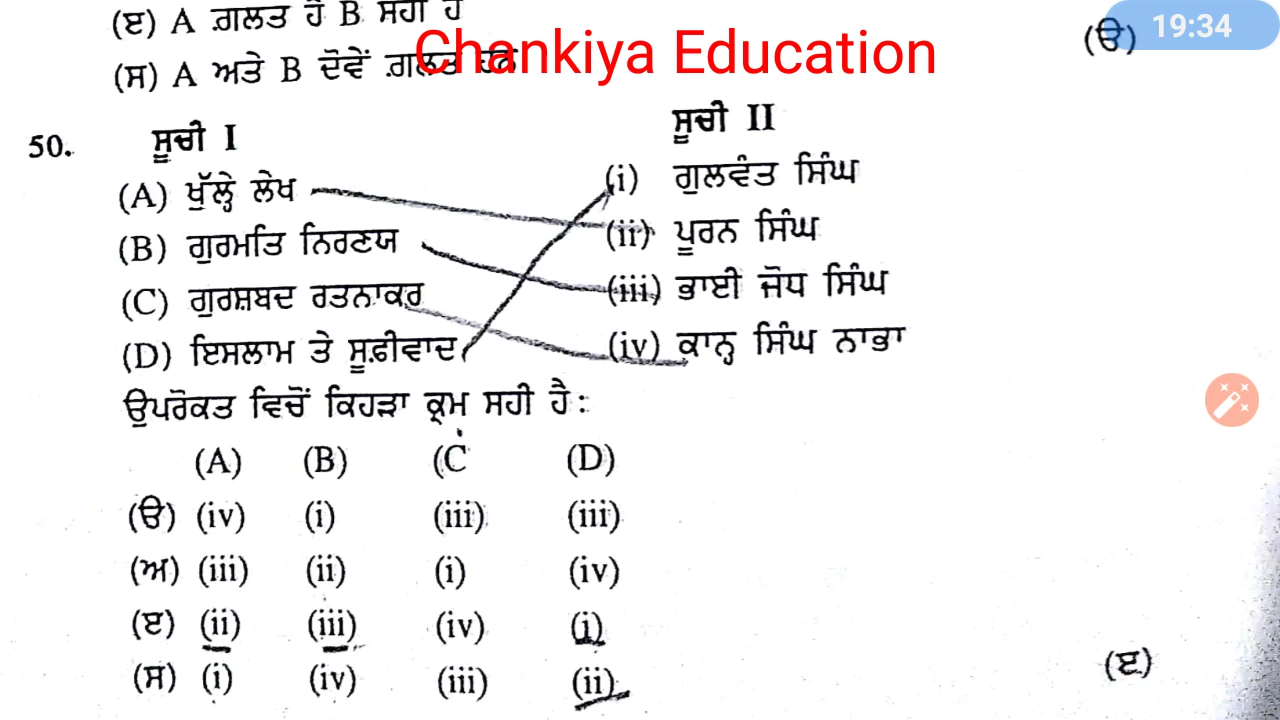 (ੲ) A ਗ਼ਲਤ ਹੈ B ਸਹੀ ਹੈ
19:34
(ੳ)
(ਸ) A ਅਤੇ B ਦੋਵੇਂ ਗ਼ਲਤ ਹਨ
Chankiya Education
50. ਸੂਚੀ I ਸੂਚੀ II
(A) ਖੁੱਲ੍ਹੇ ਲੇਖ (i) ਗੁਲਵੰਤ ਸਿੰਘ
(B) ਗੁਰਮਤਿ ਨਿਰਣਯ (ii) ਪੂਰਨ ਸਿੰਘ
(C) ਗੁਰਸ਼ਬਦ ਰਤਨਾਕਰ (iii) ਭਾਈ ਜੋਧ ਸਿੰਘ
(D) ਇਸਲਾਮ ਤੇ ਸੂਫ਼ੀਵਾਦ (iv) ਕਾਨ੍ਹ ਸਿੰਘ ਨਾਭਾ
ਉਪਰੋਕਤ ਵਿਚੋਂ ਕਿਹੜਾ ਕ੍ਰਮ ਸਹੀ ਹੈ :
(A) (B) (C (D)
(ੳ) (iv) (i) (iii) (iii)
(ਅ) (iii) (ii) (i) (iv)
(ੲ) (ii) (iii) (iv) (i)
(ਸ) (i) (iv) (iii) (ii)
(ੲ)